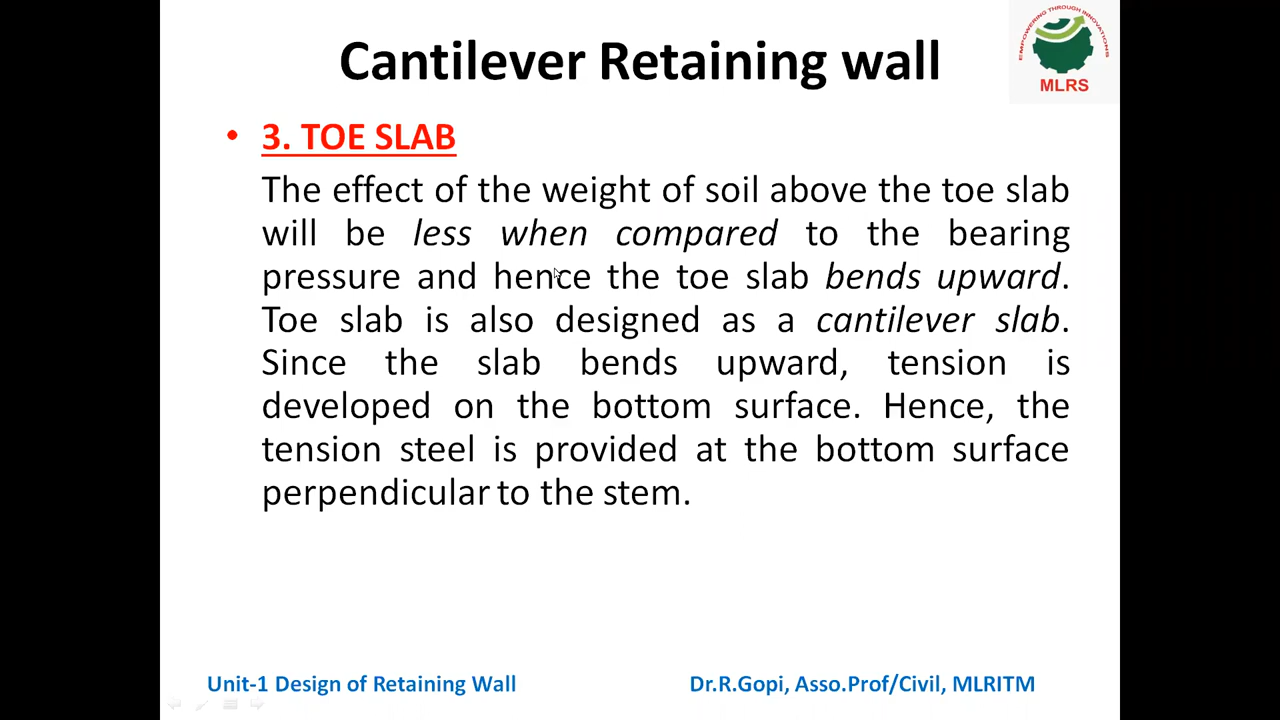 Cantilever Retaining wall
EMPOWERING THROUGH INNOVATIONS
MLRS
• 3. TOE SLAB
The effect of the weight of soil above the toe slab
will be less when compared to the bearing
pressure and hence the toe slab bends upward.
Toe slab is also designed as a cantilever slab.
Since the slab bends upward, tension is
developed on the bottom surface. Hence, the
tension steel is provided at the bottom surface
perpendicular to the stem.
Unit-1 Design of Retaining Wall
Dr.R.Gopi, Asso.Prof/Civil, MLRITM